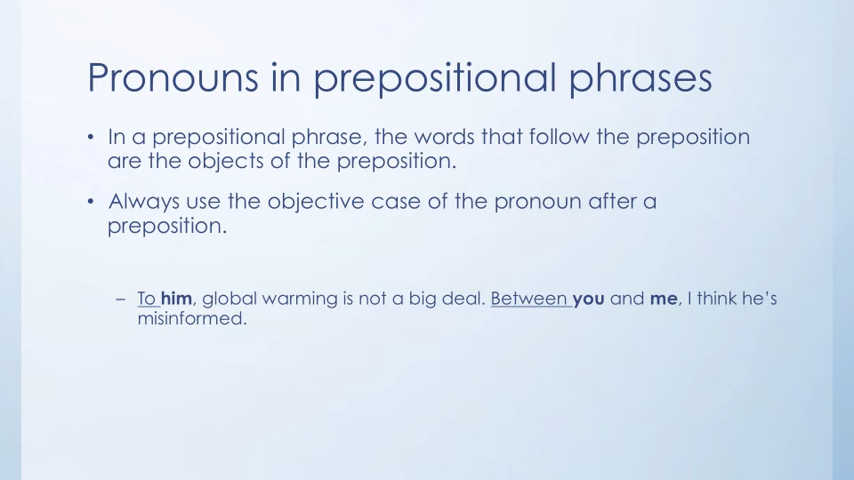 Pronouns in prepositional phrases
• In a prepositional phrase, the words that follow the preposition
are the objects of the preposition.
• Always use the objective case of the pronoun after a
preposition.
– To him, global warming is not a big deal. Between you and me, I think he's
misinformed.